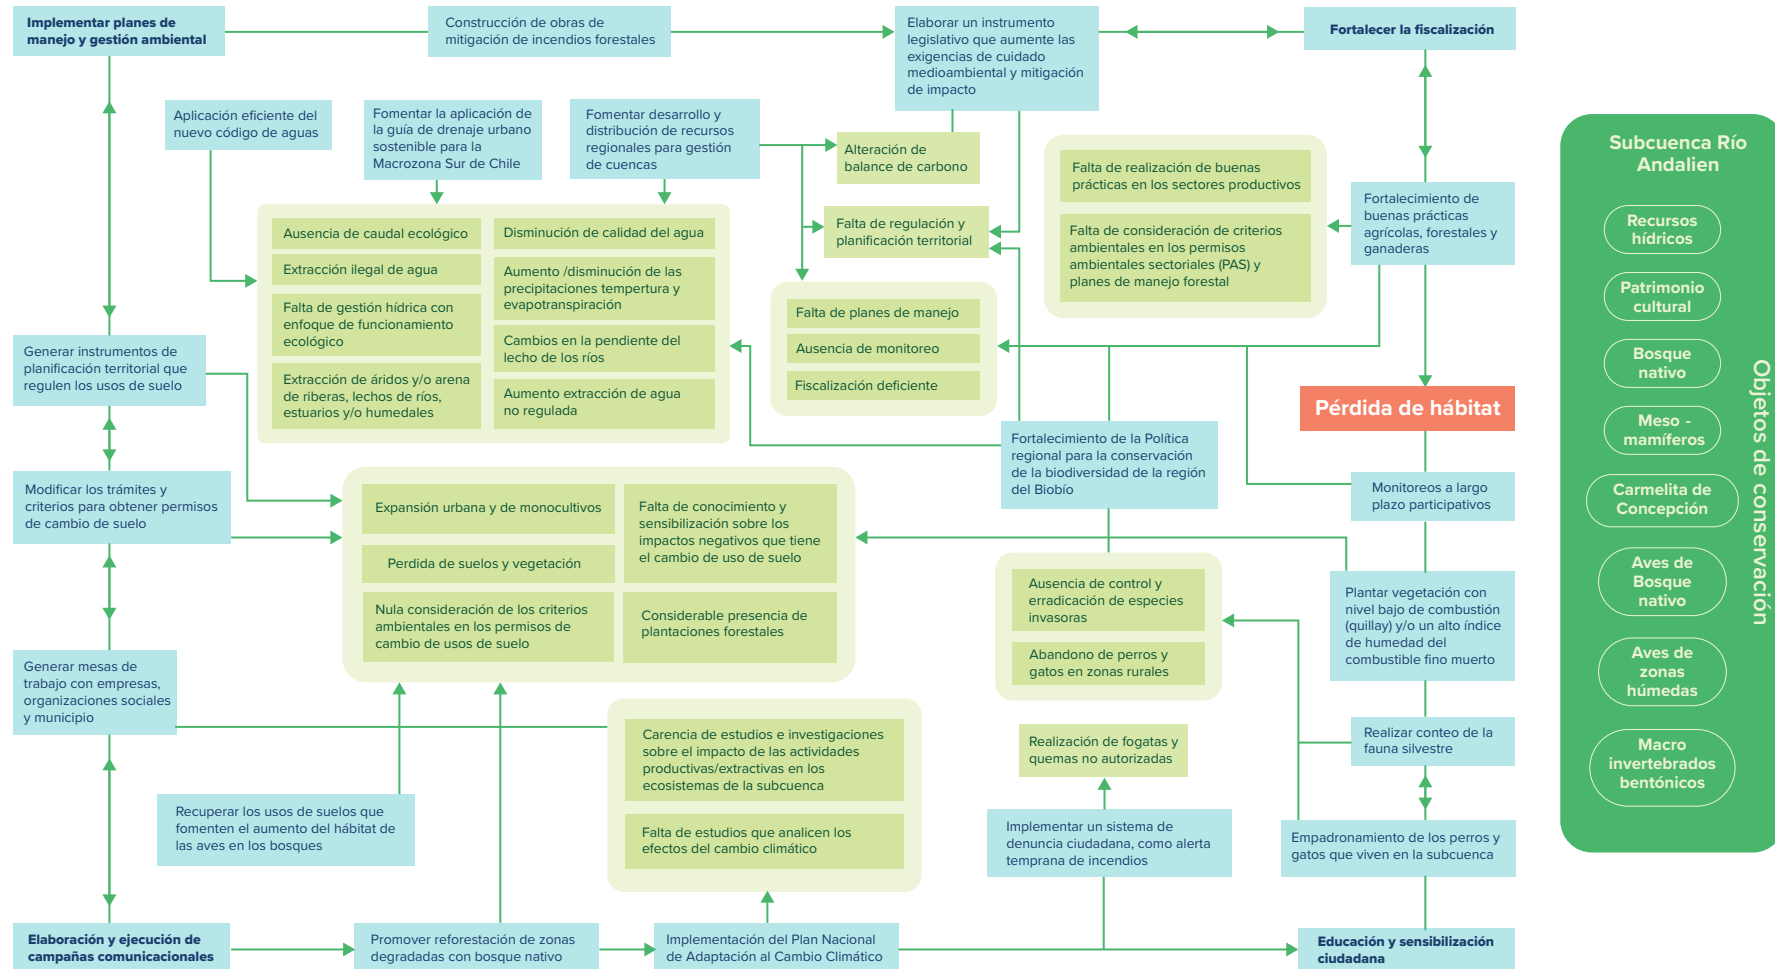 Implementar planes de
manejo y gestión ambiental
Construcción de obras de
mitigación de incendios forestales
Elaborar un instrumento
legislativo que aumente las
exigencias de cuidado
medioambiental y mitigación
de impacto
Fortalecer la fiscalización
Aplicación eficiente del
nuevo código de aguas
Fomentar la aplicación de
la guía de drenaje urbano
sostenible para la
Macrozona Sur de Chile
Fomentar desarrollo y
distribución de recursos
regionales para gestión
de cuencas
Alteración de
balance de carbono
Falta de regulación y
planificación territorial
Falta de realización de buenas
prácticas en los sectores productivos
Falta de consideración de criterios
ambientales en los permisos
ambientales sectoriales (PAS) y
planes de manejo forestal
Fortalecimiento de
buenas prácticas
agrícolas, forestales y
ganaderas
Ausencia de caudal ecológico
Extracción ilegal de agua
Falta de gestión hídrica con
enfoque de funcionamiento
ecológico
Extracción de áridos y/o arena
de riberas, lechos de ríos,
estuarios y/o humedales
Disminución de calidad del agua
Aumento /disminución de las
precipitaciones tempertura y
evapotranspiración
Cambios en la pendiente del
lecho de los ríos
Aumento extracción de agua
no regulada
Falta de planes de manejo
Ausencia de monitoreo
Fiscalización deficiente
Generar instrumentos de
planificación territorial que
regulen los usos de suelo
Pérdida de hábitat
Fortalecimiento de la Política
regional para la conservación
de la biodiversidad de la región
del Biobío
Modificar los trámites y
criterios para obtener permisos
de cambio de suelo
Monitoreos a largo
plazo participativos
Expansión urbana y de monocultivos
Perdida de suelos y vegetación
Nula consideración de los criterios
ambientales en los permisos de
cambio de usos de suelo
Falta de conocimiento y
sensibilización sobre los
impactos negativos que tiene
el cambio de uso de suelo
Considerable presencia de
plantaciones forestales
Ausencia de control y
erradicación de especies
invasoras
Abandono de perros y
gatos en zonas rurales
Plantar vegetación con
nivel bajo de combustión
(quillay) y/o un alto índice
de humedad del
combustible fino muerto
Generar mesas de
trabajo con empresas,
organizaciones sociales
y municipio
Carencia de estudios e investigaciones
sobre el impacto de las actividades
productivas/extractivas en los
ecosistemas de la subcuenca
Falta de estudios que analicen los
efectos del cambio climático
Realización de fogatas y
quemas no autorizadas
Realizar conteo de la
fauna silvestre
Recuperar los usos de suelos que
fomenten el aumento del hábitat de
las aves en los bosques
Implementar un sistema de
denuncia ciudadana, como alerta
temprana de incendios
Empadronamiento de los perros y
gatos que viven en la subcuenca
Elaboración y ejecución de
campañas comunicacionales
Promover reforestación de zonas
degradadas con bosque nativo
Implementación del Plan Nacional
de Adaptación al Cambio Climático
Educación y sensibilización
ciudadana
Subcuenca Río
Andalien
Recursos
hídricos
Patrimonio
cultural
Bosque
nativo
Meso -
mamíferos
Carmelita de
Concepción
Aves de
Bosque
nativo
Aves de
zonas
húmedas
Macro
invertebrados
bentónicos
Objetos de conservación